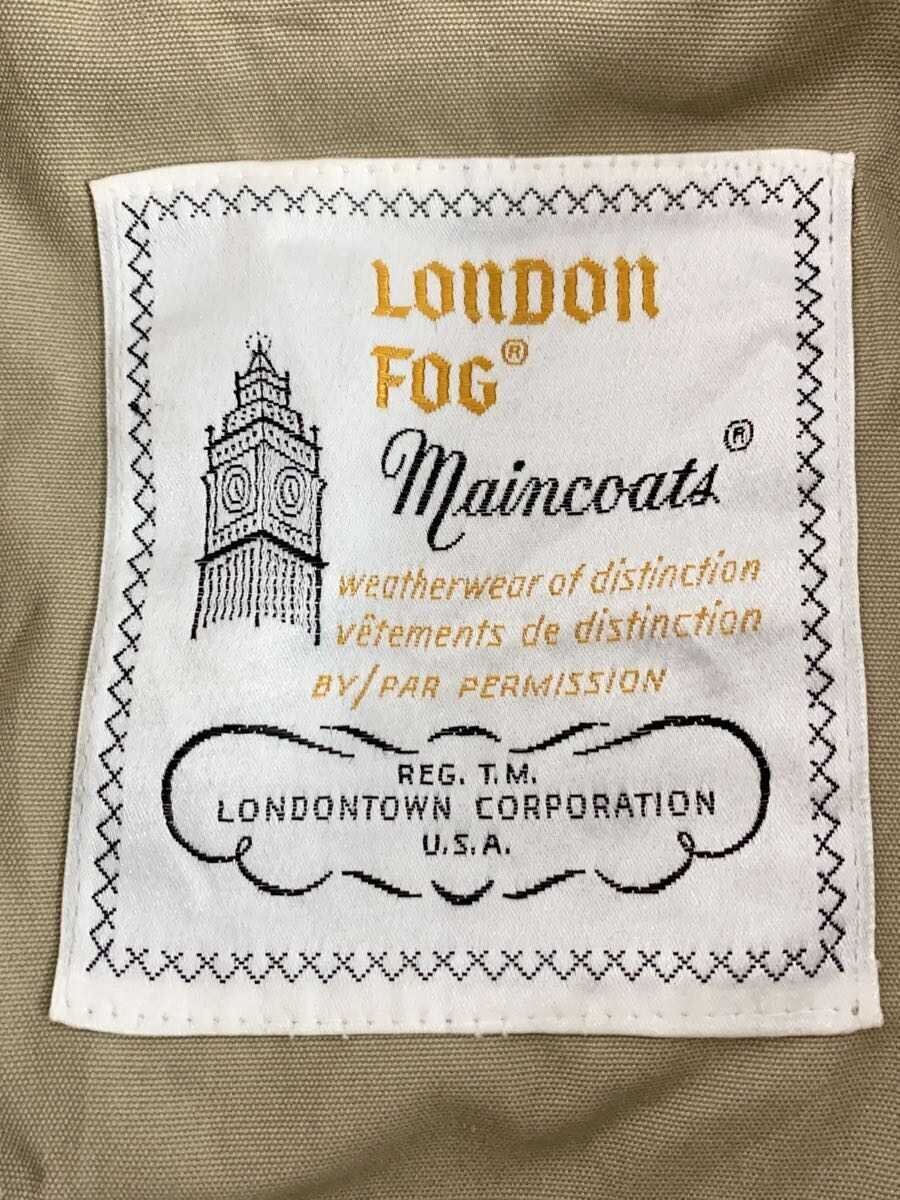 LONDON
FOG®
Maincoats®
weatherwear of distinction
vêtements de distinction
BY/PAR PERMISSION
REG. T.M.
LONDONTOWN CORPORATION
U.S.A.